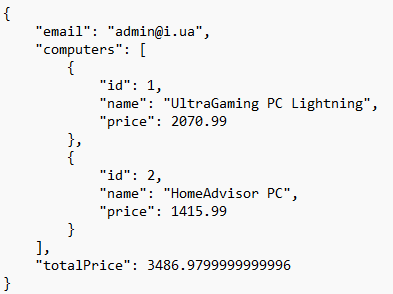 {
    "email": "admin@i.ua",
    "computers": [
        {
            "id": 1,
            "name": "UltraGaming PC Lightning",
            "price": 2070.99
        },
        {
            "id": 2,
            "name": "HomeAdvisor PC",
            "price": 1415.99
        }
    ],
    "totalPrice": 3486.9799999999996
}